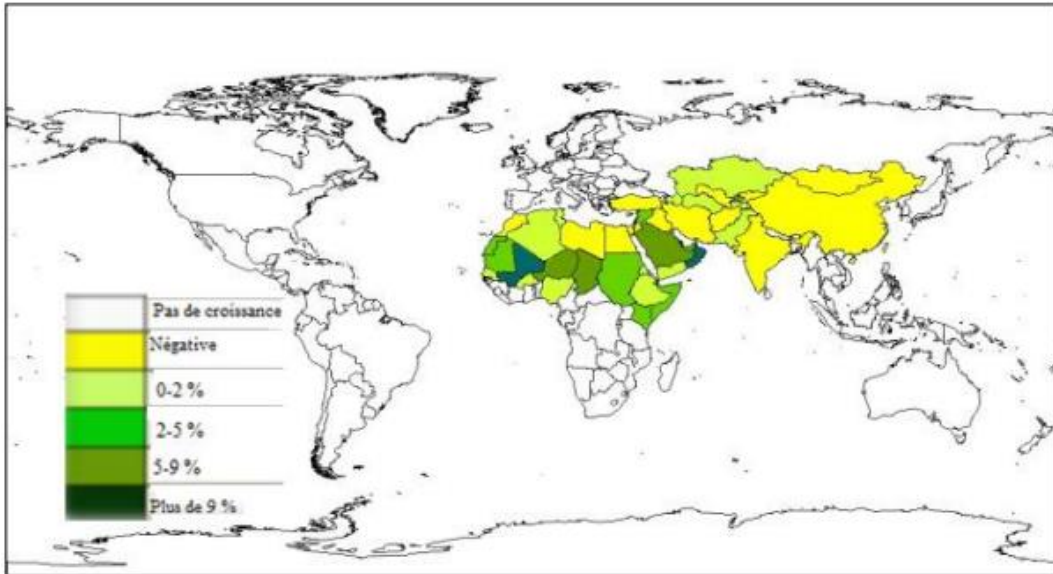 Pas de croissance
Négative
0-2 %
2-5 %
5-9 %
Plus de 9 %